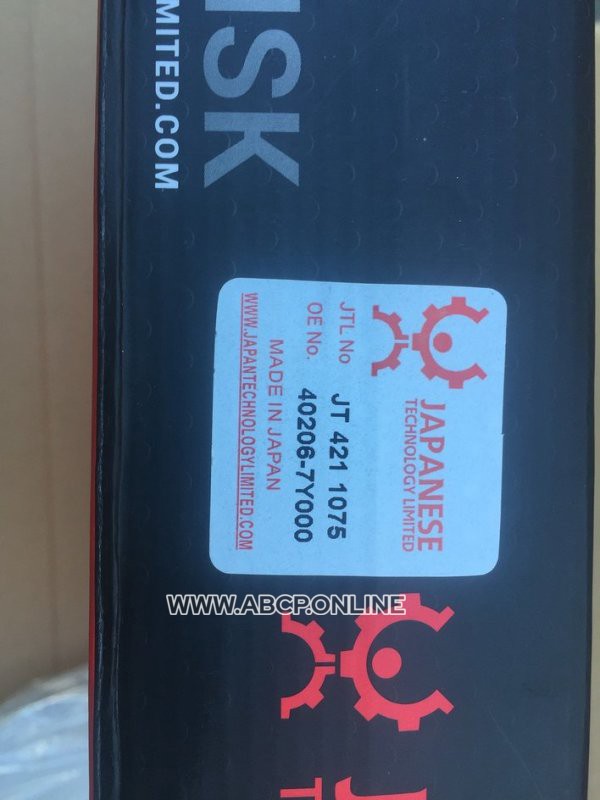 ISK
MITED.COM
JAPANESE
TECHNOLOGY LIMITED
JTL No JT 421 1075
OE No. 40206-7Y000
MADE IN JAPAN
WWW.JAPANTECHNOLOGYLIMITED.COM
WWW.ABCP.ONLINE
J
T